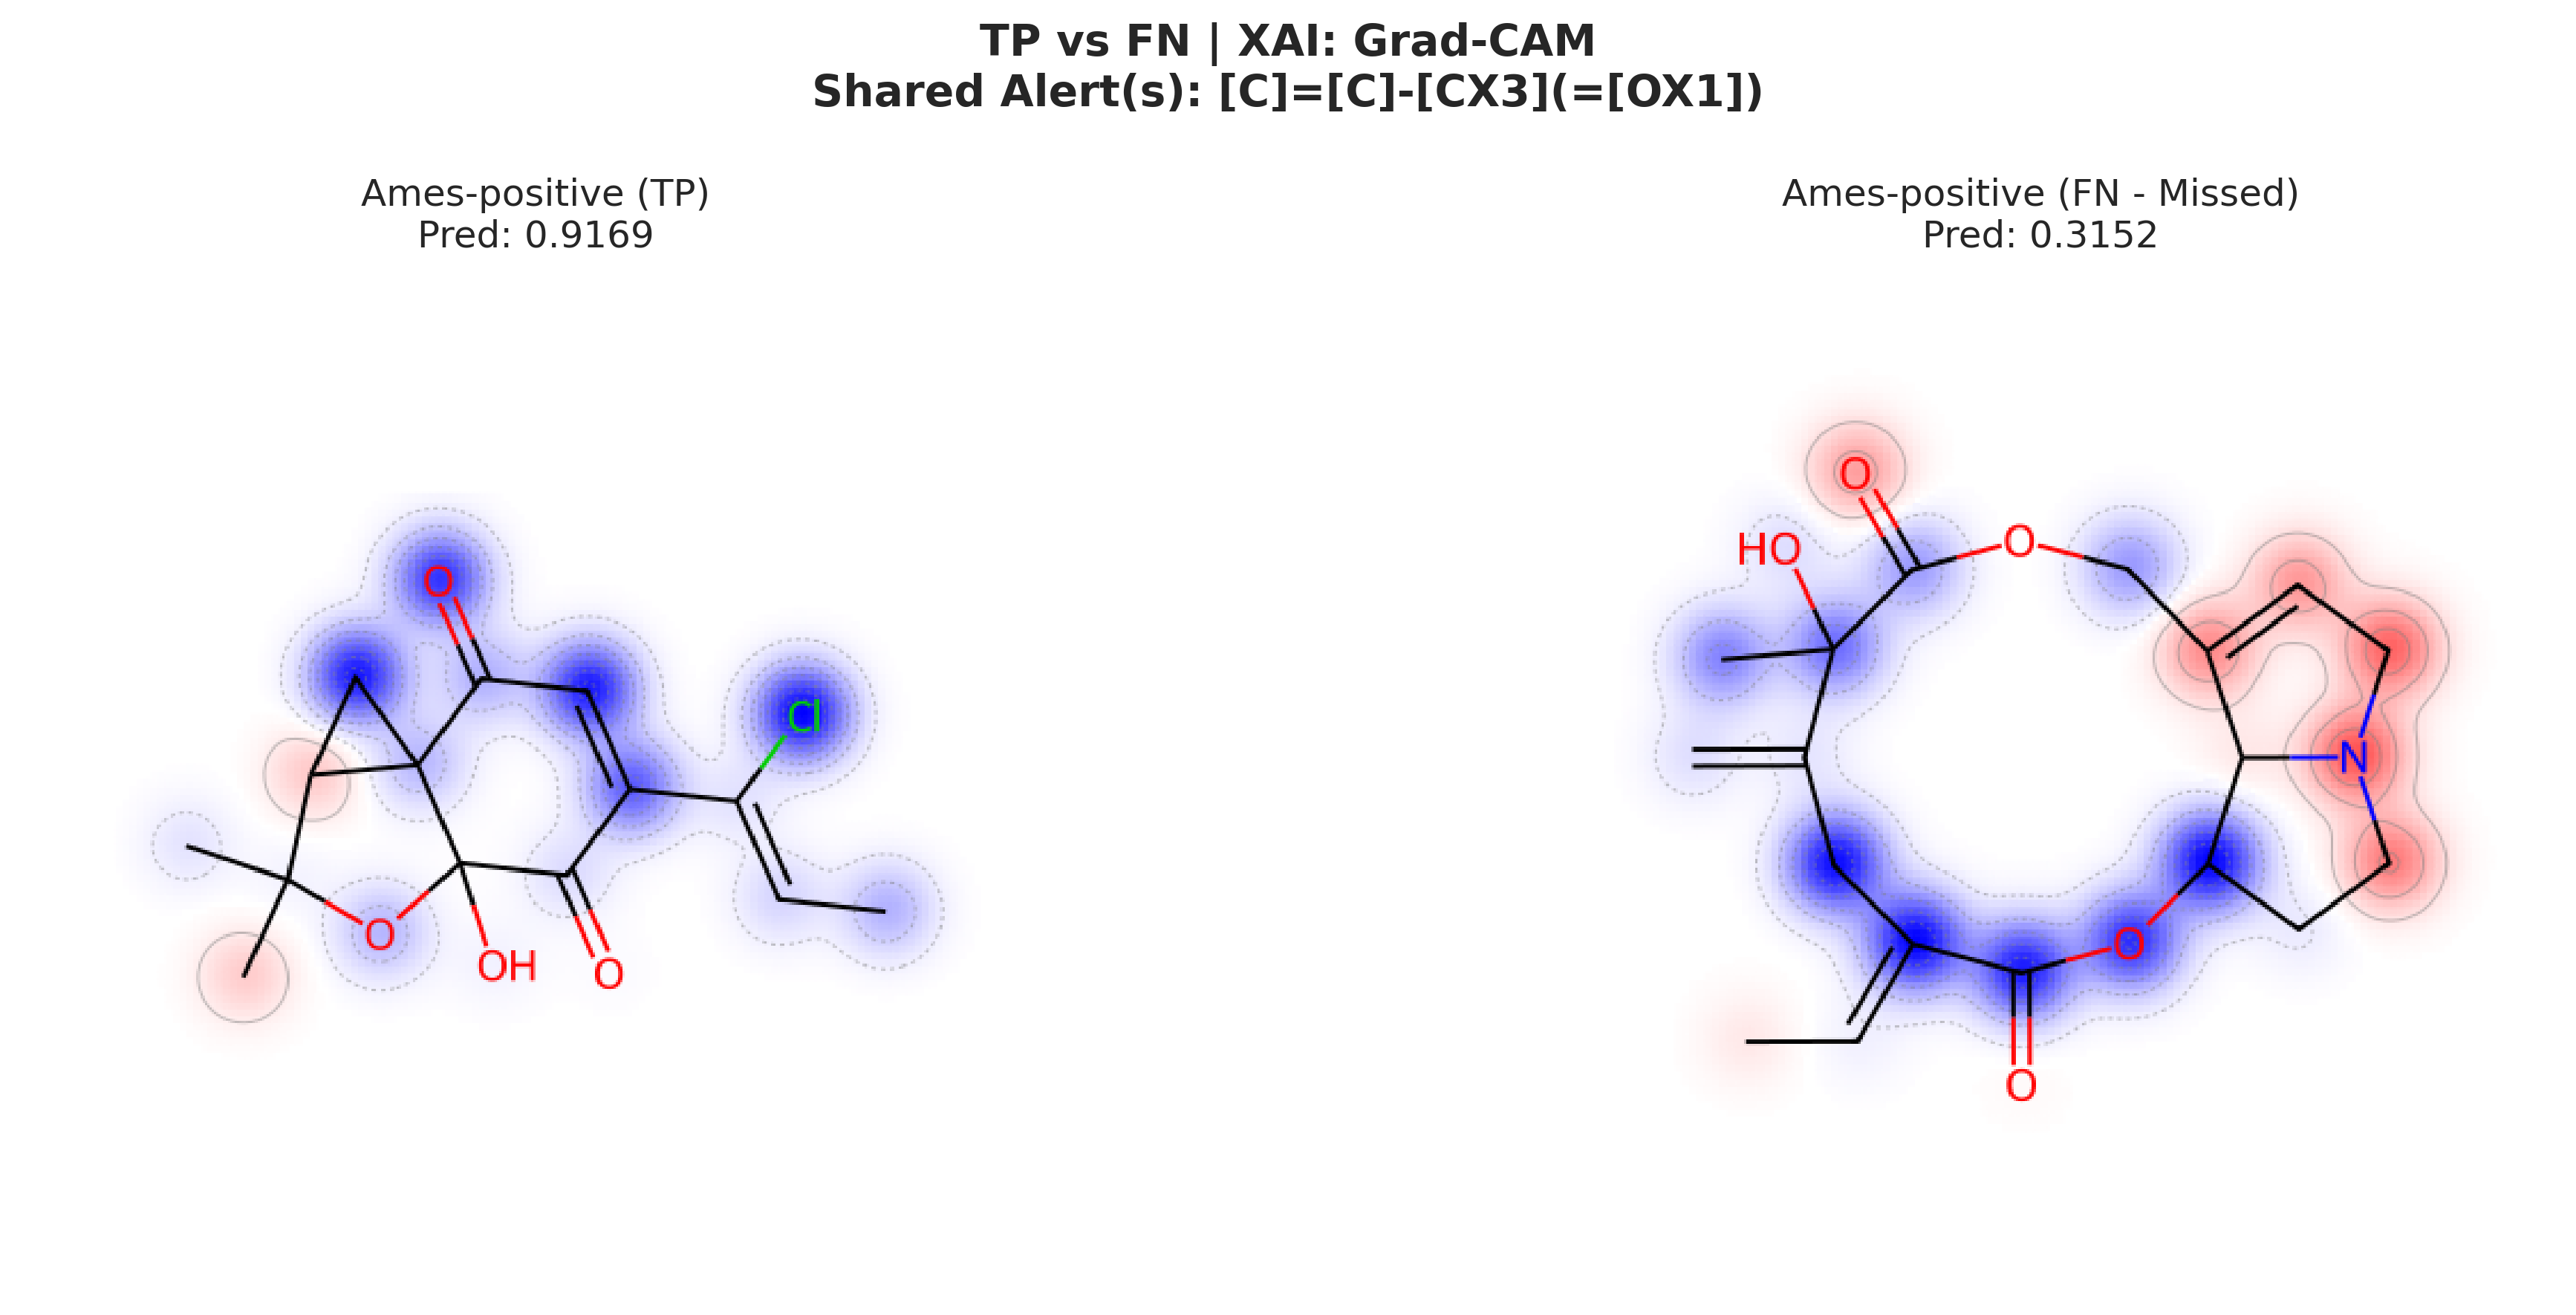 TP vs FN | XAI: Grad-CAM
Shared Alert(s): [C]=[C]-[CX3](=[OX1])
Ames-positive (TP)
Pred: 0.9169
Ames-positive (FN - Missed)
Pred: 0.3152
O
Cl
O
OH
O
O
HO
O
N
O
O